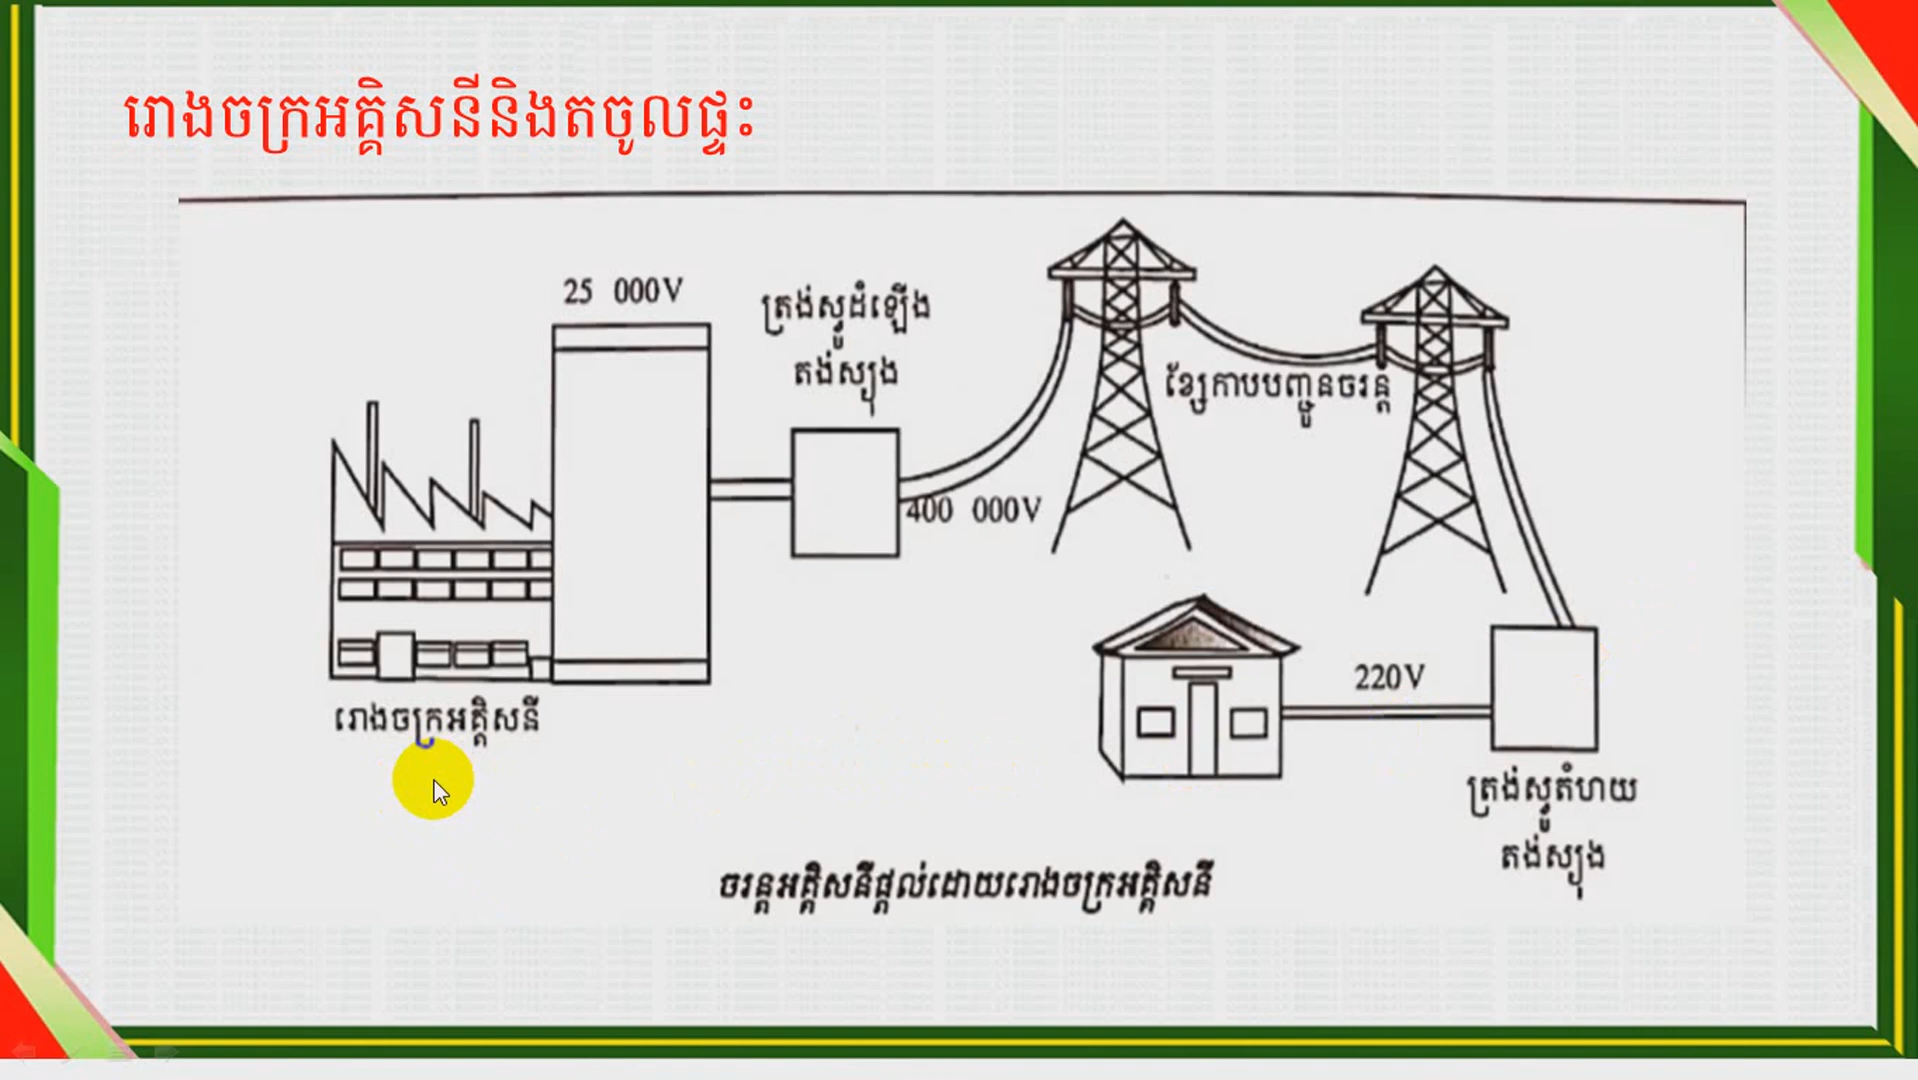 រោងចក្រអគ្គិសនីនិងតចូលផ្ទះ
25 000V
ត្រង់ស្ផូដំឡើង
តង់ស្យុង
ខ្សែកាបបញ្ជូនចរន្ត
400 000V
រោងចក្រអគ្គិសនី
220V
ត្រង់ស្ផូតំហយ
តង់ស្យុង
ចរន្តអគ្គិសនីផ្តល់ដោយរោងចក្រអគ្គិសនី